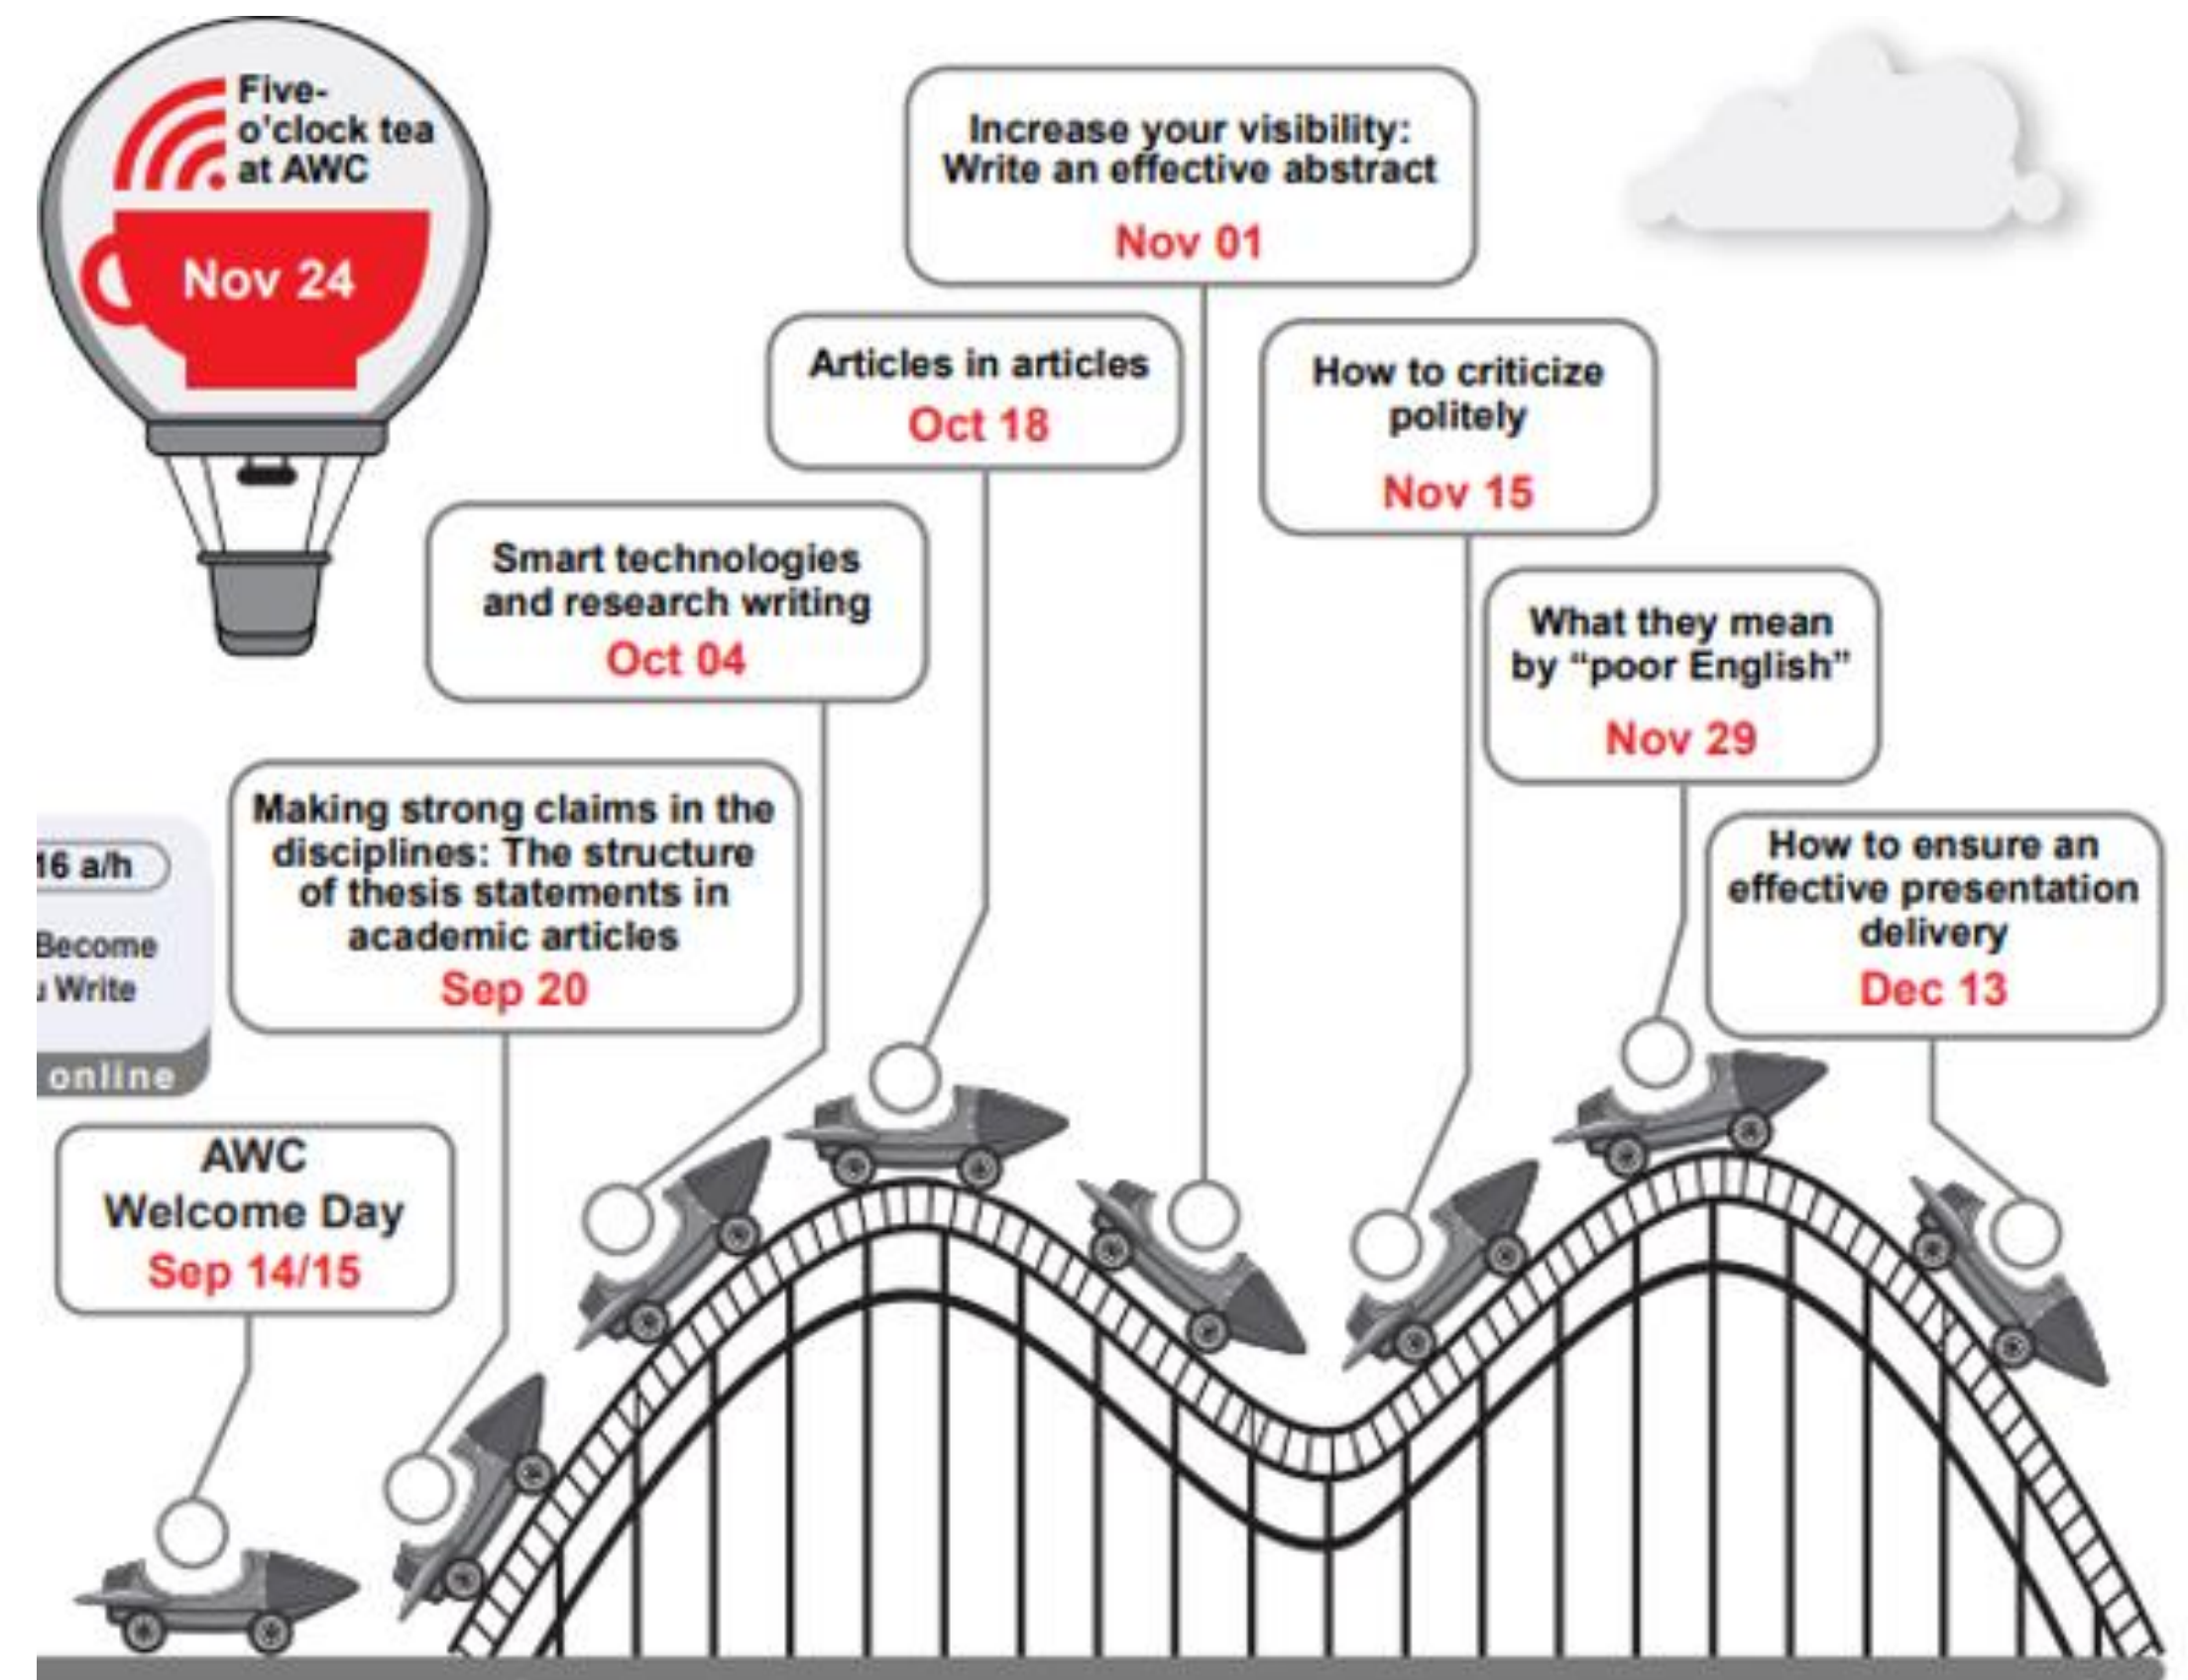 Five-
o'clock tea
at AWC
Nov 24
Increase your visibility:
Write an effective abstract
Nov 01
Articles in articles
Oct 18
How to criticize
politely
Nov 15
Smart technologies
and research writing
Oct 04
What they mean
by “poor English”
Nov 29
Making strong claims in the
disciplines: The structure
of thesis statements in
academic articles
Sep 20
How to ensure an
effective presentation
delivery
Dec 13
16 a/h
Become
Write
online
AWC
Welcome Day
Sep 14/15